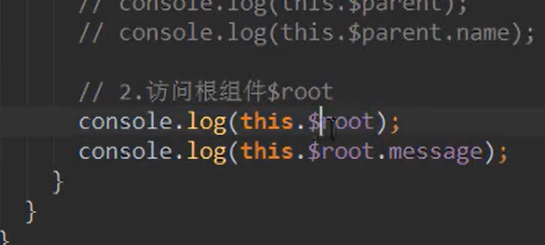 // console.log(this.$parent);
// console.log(this.$parent.name);
// 2.访问根组件$root
console.log(this.$root);
console.log(this.$root.message);
}
}
}